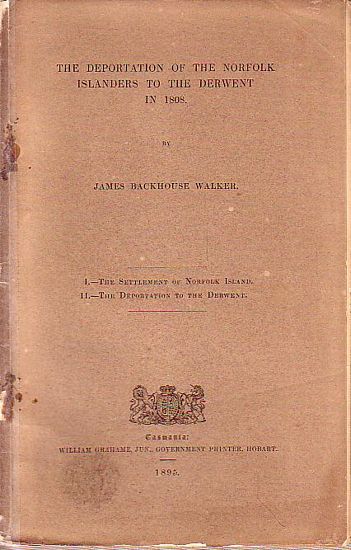 THE DEPORTATION OF THE NORFOLK
ISLANDERS TO THE DERWENT
IN 1808.
BY
JAMES BACKHOUSE WALKER.
I.—THE SETTLEMENT OF NORFOLK ISLAND.
II.—THE DEPORTATION TO THE DERWENT.
Tasmania:
WILLIAM GRAHAME, JUN., GOVERNMENT PRINTER, HOBART.
1895.